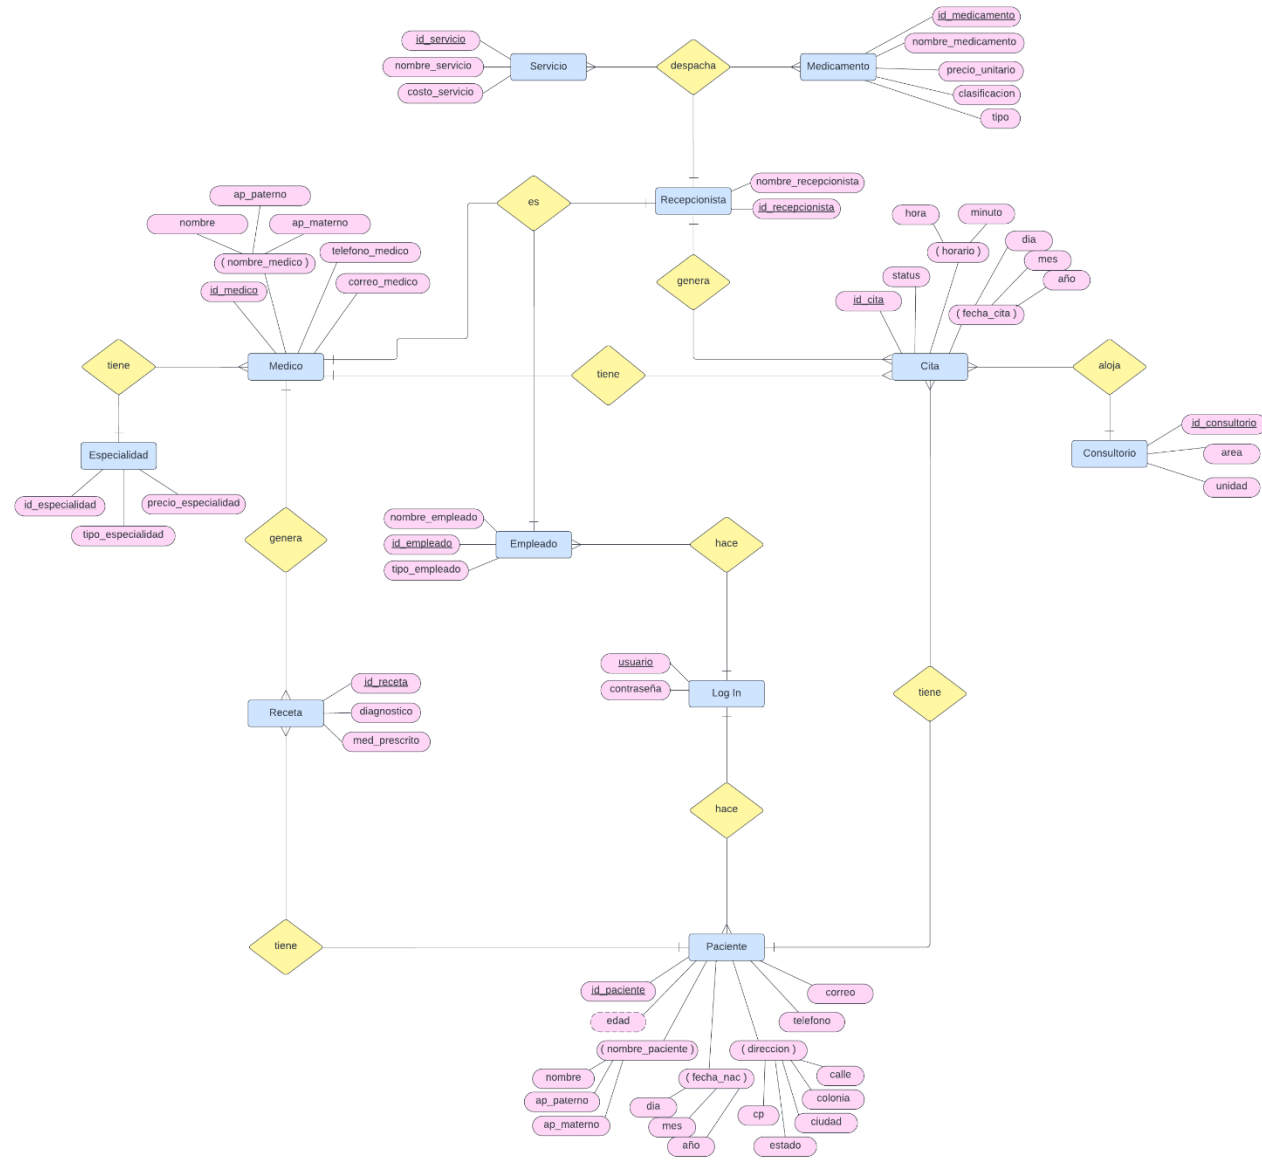 id_medicamento
id_servicio
nombre_medicamento
nombre_servicio
Servicio
despacha
Medicamento
precio_unitario
costo_servicio
clasificacion
tipo
nombre_recepcionista
ap_paterno
Recepcionista
es
id_recepcionista
nombre
ap_materno
hora
minuto
telefono_medico
( horario )
dia
( nombre_medico )
mes
status
genera
año
correo_medico
id_medico
id_cita
( fecha_cita )
tiene
Medico
tiene
Cita
aloja
id_consultorio
Especialidad
Consultorio
area
unidad
id_especialidad
precio_especialidad
tipo_especialidad
nombre_empleado
genera
id_empleado
Empleado
hace
tipo_empleado
usuario
id_receta
contraseña
Log In
tiene
Receta
diagnostico
med_prescrito
hace
tiene
Paciente
id_paciente
correo
edad
telefono
( nombre_paciente )
( direccion )
nombre
( fecha_nac )
calle
ap_paterno
colonia
dia
cp
ciudad
ap_materno
mes
año
estado